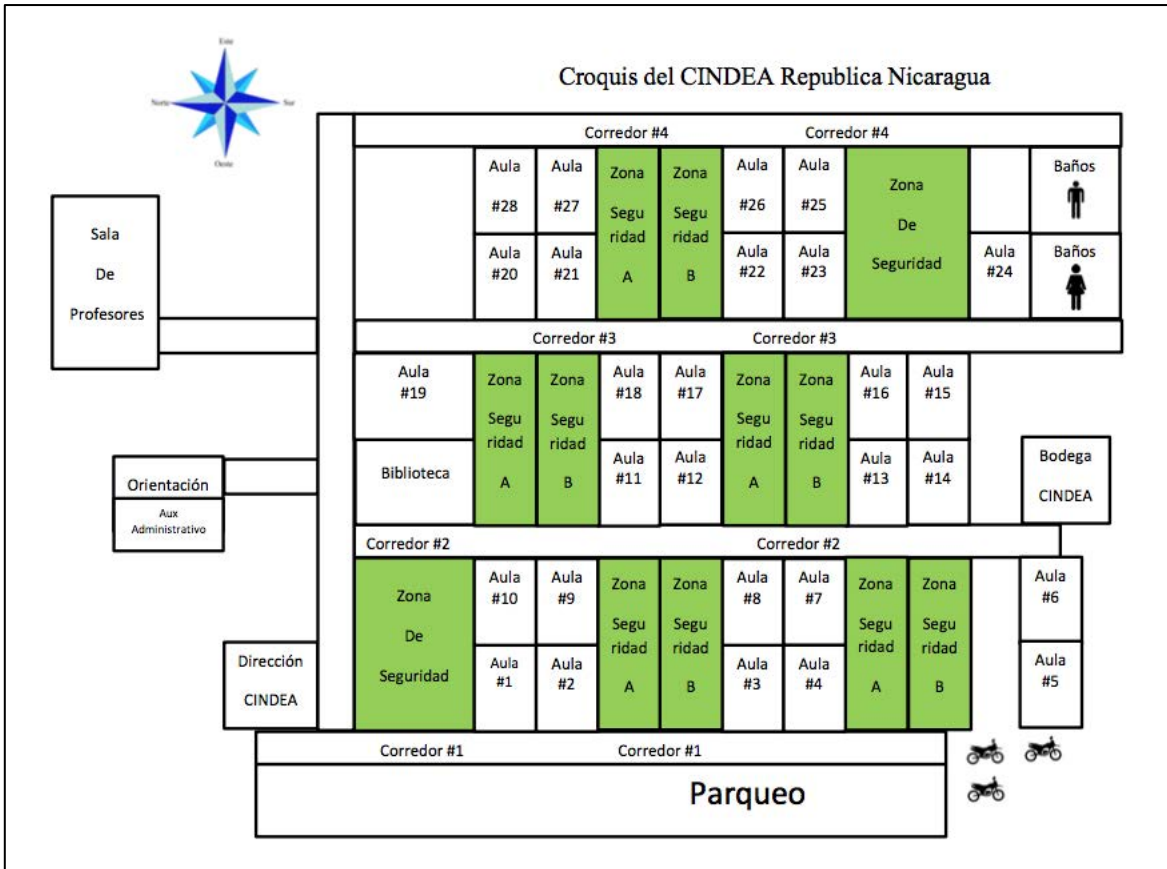 Este
Norte
Sur
Oeste
Croquis del CINDEA Republica Nicaragua
Corredor #4 Corredor #4
Aula
#28
Aula
#27
Zona
Segu
ridad
A
Zona
Segu
ridad
B
Aula
#26
Aula
#25
Zona
De
Seguridad
Baños
Aula
#20
Aula
#21
Aula
#22
Aula
#23
Aula
#24
Baños
Sala
De
Profesores
Corredor #3 Corredor #3
Aula
#19
Zona
Segu
ridad
A
Zona
Segu
ridad
B
Aula
#18
Aula
#17
Zona
Segu
ridad
A
Zona
Segu
ridad
B
Aula
#16
Aula
#15
Biblioteca
Aula
#11
Aula
#12
Aula
#13
Aula
#14
Bodega
CINDEA
Orientación
Aux
Administrativo
Corredor #2 Corredor #2
Zona
De
Seguridad
Aula
#10
Aula
#9
Zona
Segu
ridad
A
Zona
Segu
ridad
B
Aula
#8
Aula
#7
Zona
Segu
ridad
A
Zona
Segu
ridad
B
Aula
#6
Dirección
CINDEA
Aula
#1
Aula
#2
Aula
#3
Aula
#4
Aula
#5
Corredor #1 Corredor #1
Parqueo